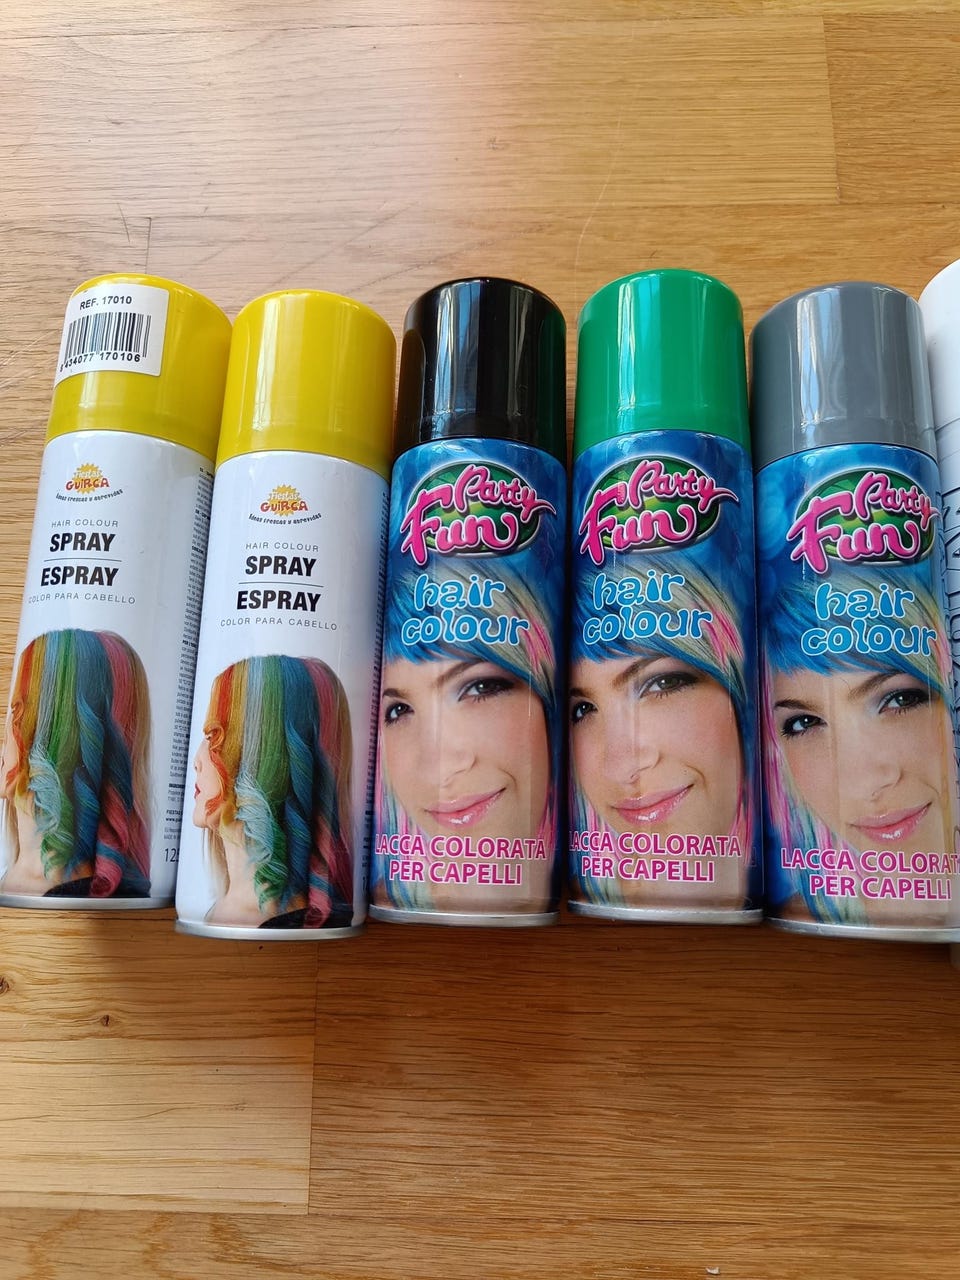 REF. 17010
8 434077 170106
Fiestas
GUiRCA
Ideas frescas y atrevidas
HAIR COLOUR
SPRAY
ESPRAY
COLOR PARA CABELLO
Fiestas
GUiRCA
Ideas frescas y atrevidas
HAIR COLOUR
SPRAY
ESPRAY
COLOR PARA CABELLO
Party
Fun
hair
colour
LACCA COLORATA
PER CAPELLI
Party
Fun
hair
colour
LACCA COLORATA
PER CAPELLI
Party
Fun
hair
colour
LACCA COLORAT
PER CAPELLI